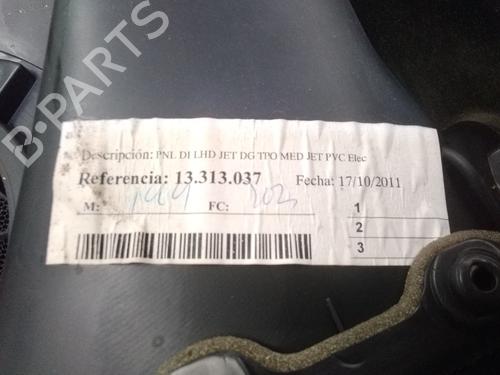 B-PARTS
Descripción: PNL DI LHD JET DG TPO MED JET PVC Elec
Referencia: 13.313.037 Fecha: 17/10/2011
M: FC:
1
2
3